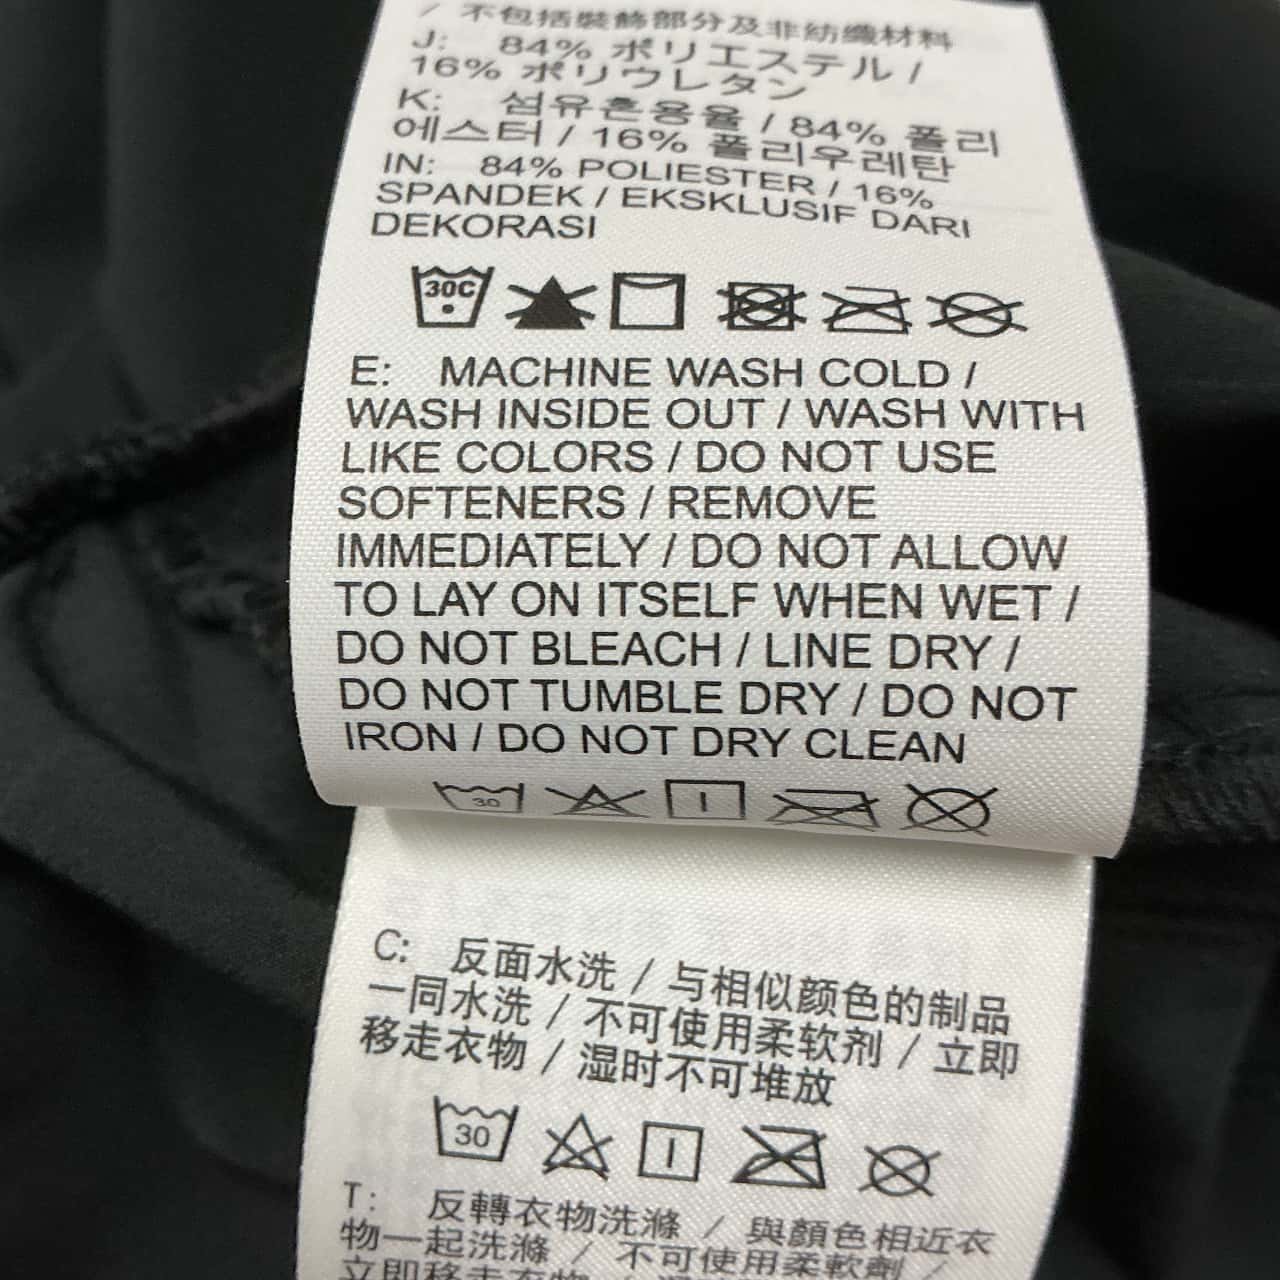 / 不包括裝飾部分及非紡織材料
J: 84% ポリエステル /
16% ポリウレタン
K: 섬유혼용율 / 84% 폴리
에스터 / 16% 폴리우레탄
IN: 84% POLIESTER / 16%
SPANDEK / EKSKLUSIF DARI
DEKORASI
30C
E: MACHINE WASH COLD /
WASH INSIDE OUT / WASH WITH
LIKE COLORS / DO NOT USE
SOFTENERS / REMOVE
IMMEDIATELY / DO NOT ALLOW
TO LAY ON ITSELF WHEN WET /
DO NOT BLEACH / LINE DRY /
DO NOT TUMBLE DRY / DO NOT
IRON / DO NOT DRY CLEAN
30
C: 反面水洗 / 与相似颜色的制品
一同水洗 / 不可使用柔软剂 / 立即
移走衣物 / 湿时不可堆放
30
T: 反轉衣物洗滌 / 與顏色相近衣
物一起洗滌 / 不可使用柔軟劑 /
立即移走衣物 /